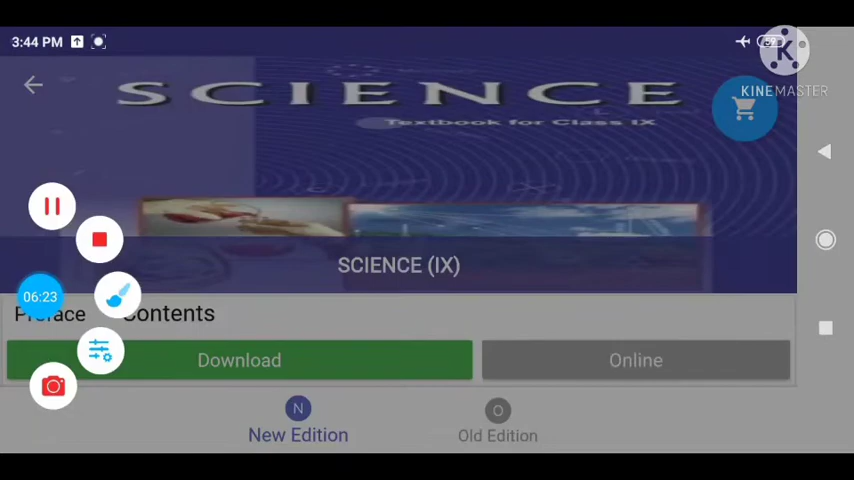 3:44 PM
59
KINEMASTER
SCIENCE
Textbook for Class IX
SCIENCE (IX)
06:23
Preface Contents
Download
Online
N
O
New Edition
Old Edition